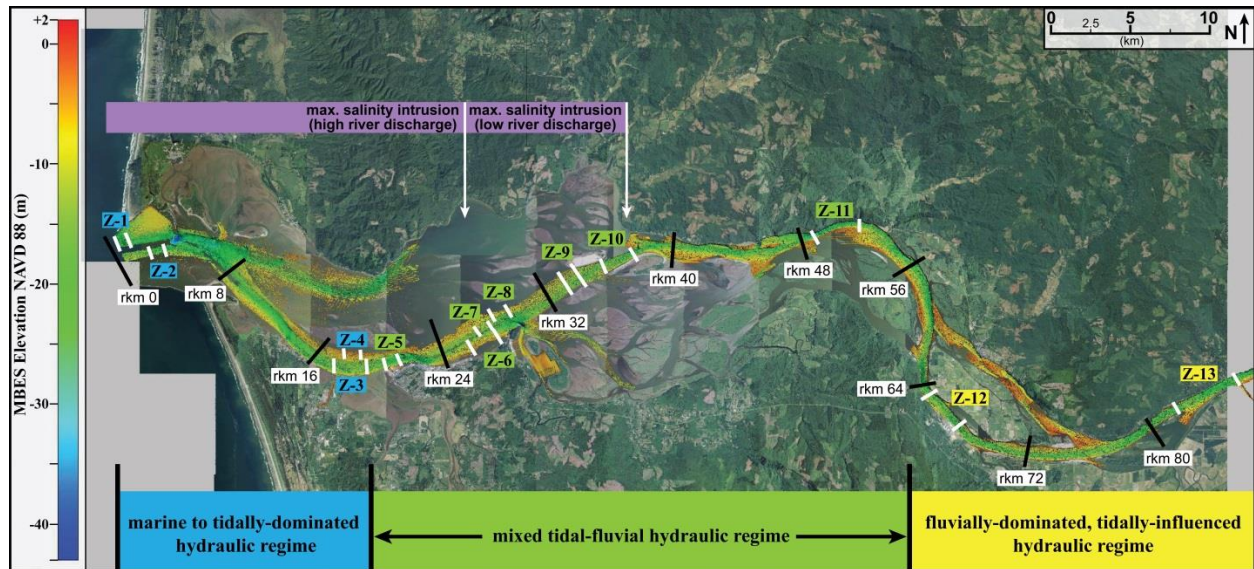 +2
0
-10
-20
-30
-40
MBES Elevation NAVD 88 (m)
0
2.5
5
10
(km)
N
max. salinity intrusion
(high river discharge)
max. salinity intrusion
(low river discharge)
Z-1
Z-2
rkm 0
rkm 8
rkm 16
Z-4
Z-3
Z-5
rkm 24
Z-7
Z-8
Z-6
Z-9
rkm 32
Z-10
rkm 40
rkm 48
Z-11
rkm 56
rkm 64
Z-12
rkm 72
rkm 80
Z-13
marine to tidally-dominated
hydraulic regime
mixed tidal-fluvial hydraulic regime
fluvially-dominated, tidally-influenced
hydraulic regime